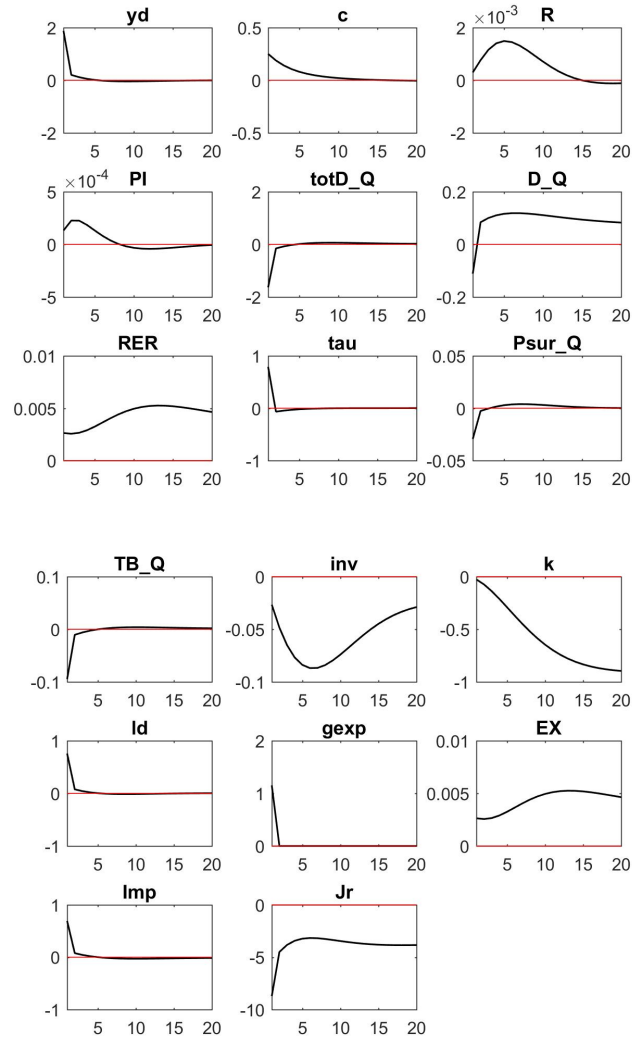 yd c R
×10⁻³
2 0 -2
0.5 0 -0.5
2 0 -2
5 10 15 20 5 10 15 20 5 10 15 20
PI totD_Q D_Q
×10⁻⁴
5 0 -5
2 0 -2
0.2 0 -0.2
5 10 15 20 5 10 15 20 5 10 15 20
RER tau Psur_Q
0.01 0.005 0
1 0 -1
0.05 0 -0.05
5 10 15 20 5 10 15 20 5 10 15 20
TB_Q inv k
0.1 0 -0.1
0 -0.05 -0.1
0 -0.5 -1
5 10 15 20 5 10 15 20 5 10 15 20
ld gexp EX
1 0 -1
2 1 0
0.01 0.005 0
5 10 15 20 5 10 15 20 5 10 15 20
Imp Jr
1 0 -1
0 -5 -10
5 10 15 20 5 10 15 20